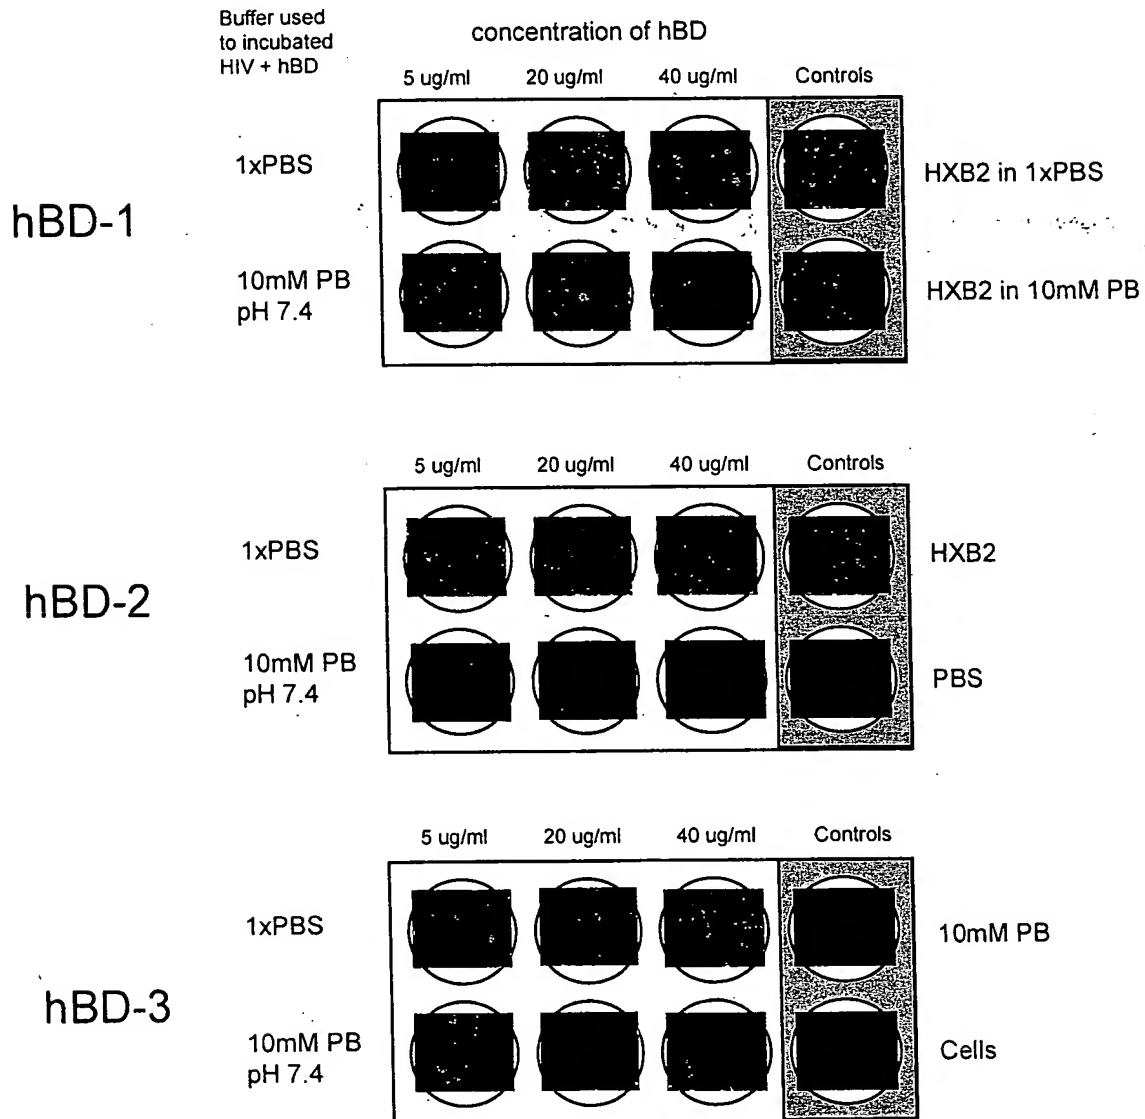 Buffer used
to incubated
HIV + hBD
concentration of hBD
5 ug/ml 20 ug/ml 40 ug/ml Controls
hBD-1
1xPBS
HXB2 in 1xPBS
10mM PB
pH 7.4
HXB2 in 10mM PB
5 ug/ml 20 ug/ml 40 ug/ml Controls
hBD-2
1xPBS
HXB2
10mM PB
pH 7.4
PBS
5 ug/ml 20 ug/ml 40 ug/ml Controls
hBD-3
1xPBS
10mM PB
10mM PB
pH 7.4
Cells